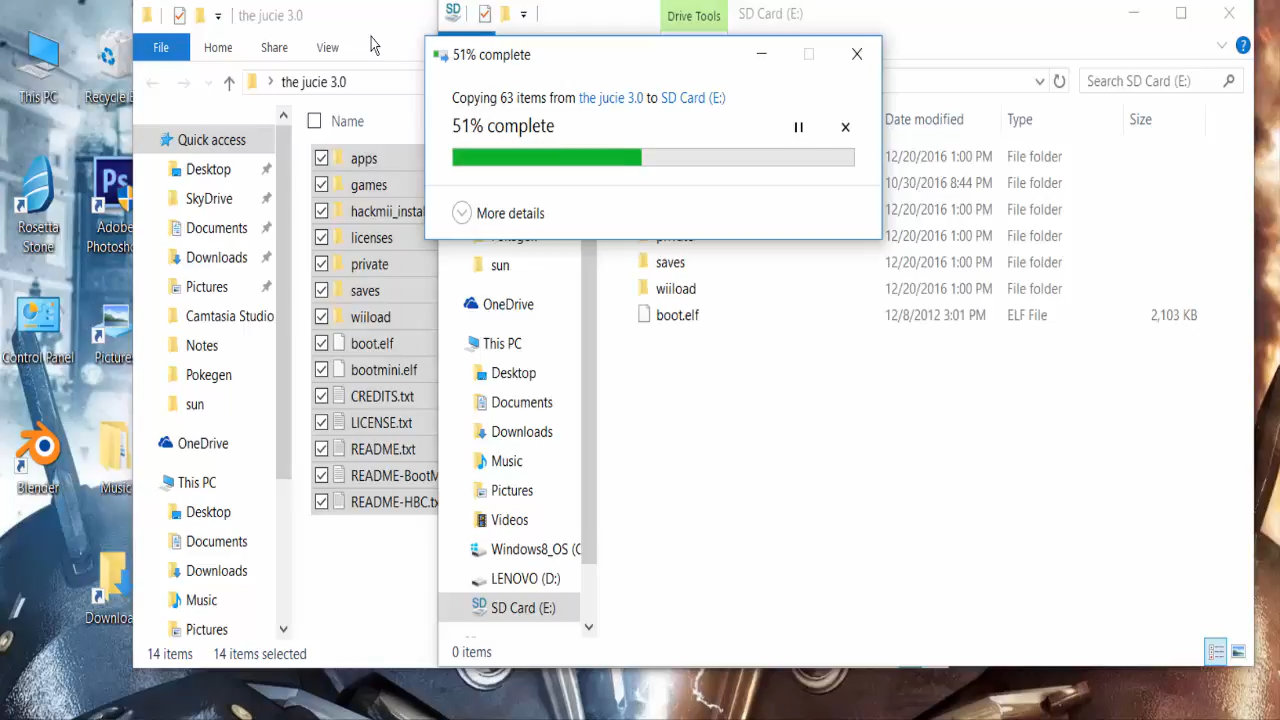 This PC
Recycle
Rosetta
Stone
Adobe
Photosh
Control Panel
Picture
Blender
Music
Downloa
the jucie 3.0
File
Home
Share
View
the jucie 3.0
Name
Quick access
Desktop
SkyDrive
Documents
Downloads
Pictures
Camtasia Studio
Notes
Pokegen
sun
OneDrive
This PC
Desktop
Documents
Downloads
Music
Pictures
apps
games
hackmii_instal
licenses
private
saves
wiiload
boot.elf
bootmini.elf
CREDITS.txt
LICENSE.txt
README.txt
README-BootM
README-HBC.tx
14 items
14 items selected
SD
Drive Tools
SD Card (E:)
?
Search SD Card (E:)
Date modified
Type
Size
12/20/2016 1:00 PM File folder
10/30/2016 8:44 PM File folder
12/20/2016 1:00 PM File folder
private 12/20/2016 1:00 PM File folder
saves 12/20/2016 1:00 PM File folder
wiiload 12/20/2016 1:00 PM File folder
boot.elf 12/8/2012 3:01 PM ELF File 2,103 KB
Pokegen
sun
OneDrive
This PC
Desktop
Documents
Downloads
Music
Pictures
Videos
Windows8_OS (C
LENOVO (D:)
SD
SD Card (E:)
0 items
51% complete
Copying 63 items from the jucie 3.0 to SD Card (E:)
51% complete
More details
Ps